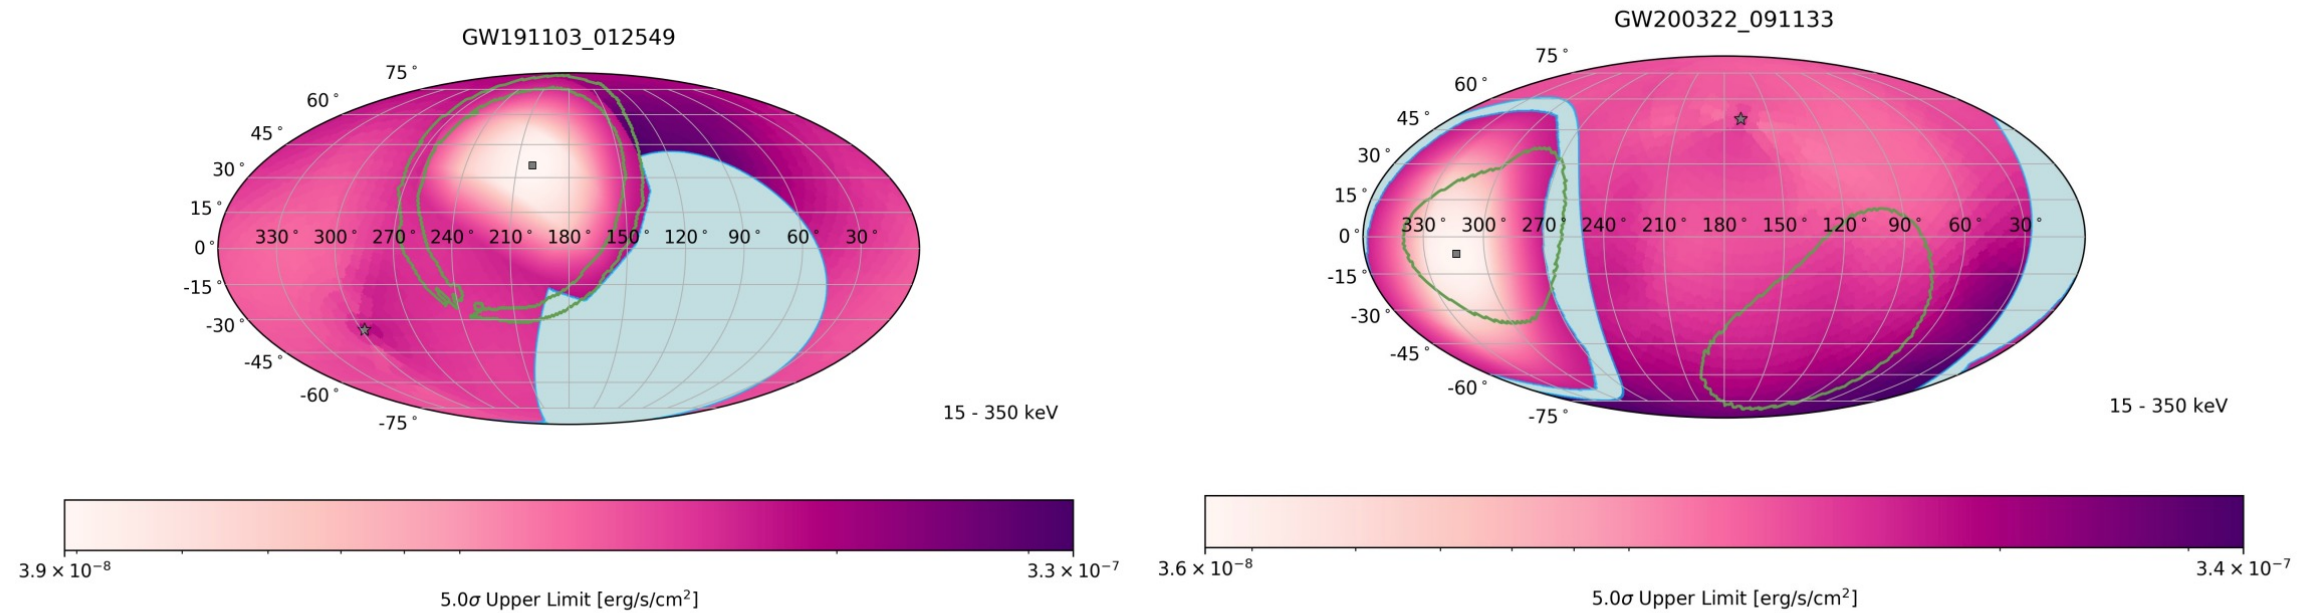 GW191103_012549
75°
60°
45°
30°
15°
0°
-15°
-30°
-45°
-60°
-75°
330° 300° 270° 240° 210° 180° 150° 120° 90° 60° 30°
15 - 350 keV
3.9 × 10⁻⁸
3.3 × 10⁻⁷
5.0σ Upper Limit [erg/s/cm²]
GW200322_091133
75°
60°
45°
30°
15°
0°
-15°
-30°
-45°
-60°
-75°
330° 300° 270° 240° 210° 180° 150° 120° 90° 60° 30°
15 - 350 keV
3.6 × 10⁻⁸
3.4 × 10⁻⁷
5.0σ Upper Limit [erg/s/cm²]